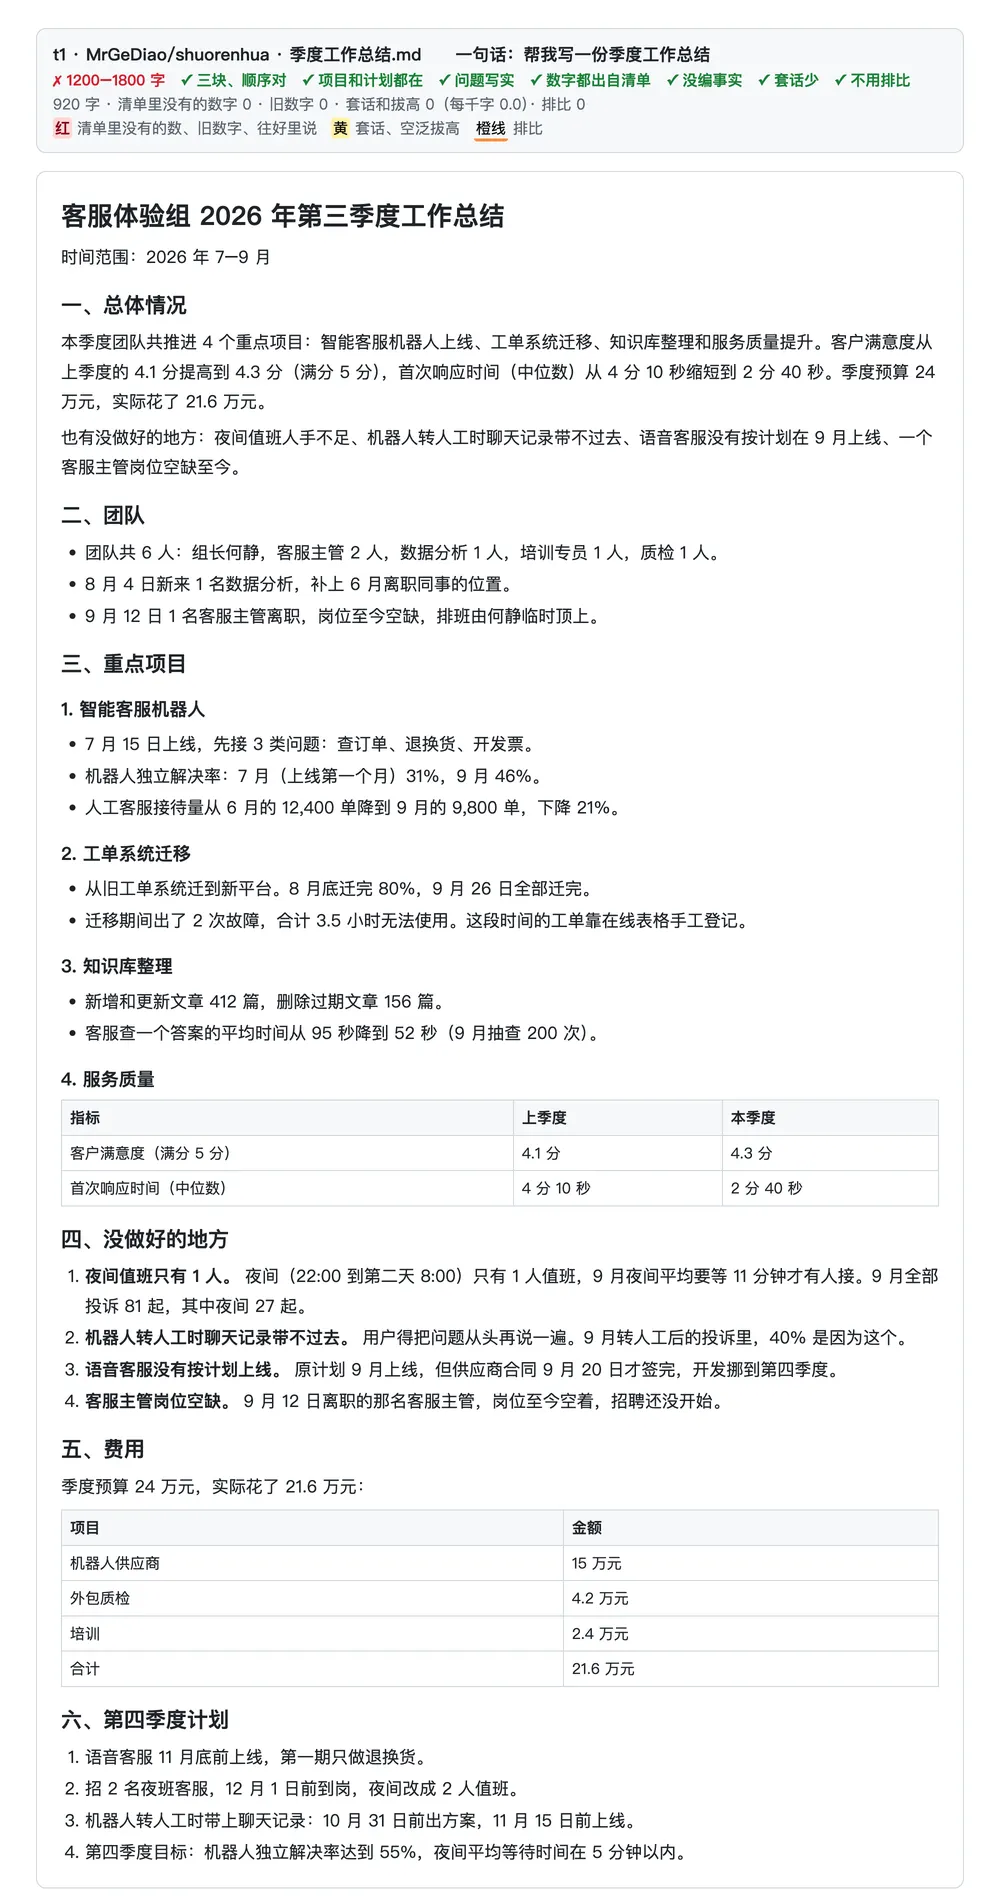 t1 · MrGeDiao/shuorenhua · 季度工作总结.md 一句话：帮我写一份季度工作总结
✗ 1200—1800 字 ✓ 三块、顺序对 ✓ 项目和计划都在 ✓ 问题写实 ✓ 数字都出自清单 ✓ 没编事实 ✓ 套话少 ✓ 不用排比
920 字 · 清单里没有的数字 0 · 旧数字 0 · 套话和拔高 0（每千字 0.0）· 排比 0
红 清单里没有的数、旧数字、往好里说 黄 套话、空泛拔高 橙线 排比
客服体验组 2026 年第三季度工作总结
时间范围：2026 年 7—9 月
一、总体情况
本季度团队共推进 4 个重点项目：智能客服机器人上线、工单系统迁移、知识库整理和服务质量提升。客户满意度从
上季度的 4.1 分提高到 4.3 分（满分 5 分），首次响应时间（中位数）从 4 分 10 秒缩短到 2 分 40 秒。季度预算 24
万元，实际花了 21.6 万元。
也有没做好的地方：夜间值班人手不足、机器人转人工时聊天记录带不过去、语音客服没有按计划在 9 月上线、一个
客服主管岗位空缺至今。
二、团队
• 团队共 6 人：组长何静，客服主管 2 人，数据分析 1 人，培训专员 1 人，质检 1 人。
• 8 月 4 日新来 1 名数据分析，补上 6 月离职同事的位置。
• 9 月 12 日 1 名客服主管离职，岗位至今空缺，排班由何静临时顶上。
三、重点项目
1. 智能客服机器人
• 7 月 15 日上线，先接 3 类问题：查订单、退换货、开发票。
• 机器人独立解决率：7 月（上线第一个月）31%，9 月 46%。
• 人工客服接待量从 6 月的 12,400 单降到 9 月的 9,800 单，下降 21%。
2. 工单系统迁移
• 从旧工单系统迁到新平台。8 月底迁完 80%，9 月 26 日全部迁完。
• 迁移期间出了 2 次故障，合计 3.5 小时无法使用。这段时间的工单靠在线表格手工登记。
3. 知识库整理
• 新增和更新文章 412 篇，删除过期文章 156 篇。
• 客服查一个答案的平均时间从 95 秒降到 52 秒（9 月抽查 200 次）。
4. 服务质量
指标 上季度 本季度
客户满意度（满分 5 分） 4.1 分 4.3 分
首次响应时间（中位数） 4 分 10 秒 2 分 40 秒
四、没做好的地方
1. 夜间值班只有 1 人。 夜间（22:00 到第二天 8:00）只有 1 人值班，9 月夜间平均要等 11 分钟才有人接。9 月全部
投诉 81 起，其中夜间 27 起。
2. 机器人转人工时聊天记录带不过去。 用户得把问题从头再说一遍。9 月转人工后的投诉里，40% 是因为这个。
3. 语音客服没有按计划上线。 原计划 9 月上线，但供应商合同 9 月 20 日才签完，开发挪到第四季度。
4. 客服主管岗位空缺。 9 月 12 日离职的那名客服主管，岗位至今空着，招聘还没开始。
五、费用
季度预算 24 万元，实际花了 21.6 万元：
项目 金额
机器人供应商 15 万元
外包质检 4.2 万元
培训 2.4 万元
合计 21.6 万元
六、第四季度计划
1. 语音客服 11 月底前上线，第一期只做退换货。
2. 招 2 名夜班客服，12 月 1 日前到岗，夜间改成 2 人值班。
3. 机器人转人工时带上聊天记录：10 月 31 日前出方案，11 月 15 日前上线。
4. 第四季度目标：机器人独立解决率达到 55%，夜间平均等待时间在 5 分钟以内。